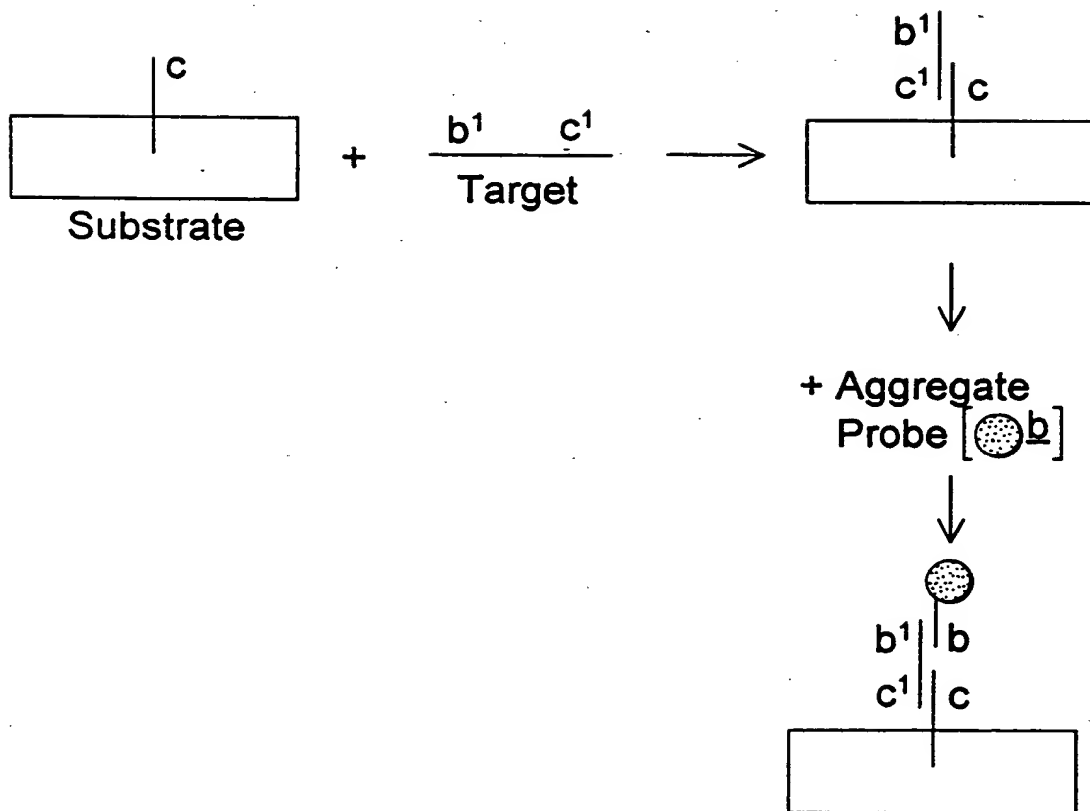 c
Substrate
+
b¹ c¹
Target
b¹
c¹ c
+ Aggregate
Probe [ b]
b¹ b
c¹ c